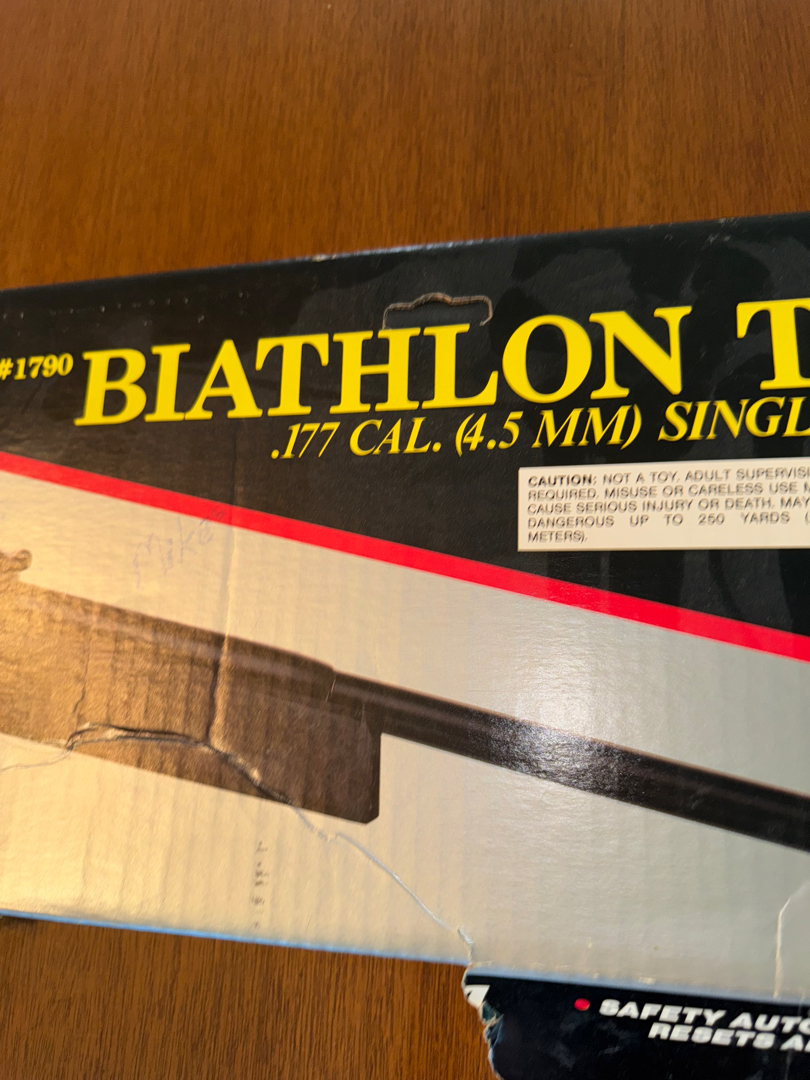 #1790 BIATHLON T
.177 CAL. (4.5 MM) SINGL
CAUTION: NOT A TOY. ADULT SUPERVISI
REQUIRED. MISUSE OR CARELESS USE M
CAUSE SERIOUS INJURY OR DEATH. MAY
DANGEROUS UP TO 250 YARDS (
METERS).
Mike
SAFETY AUTO
RESETS A